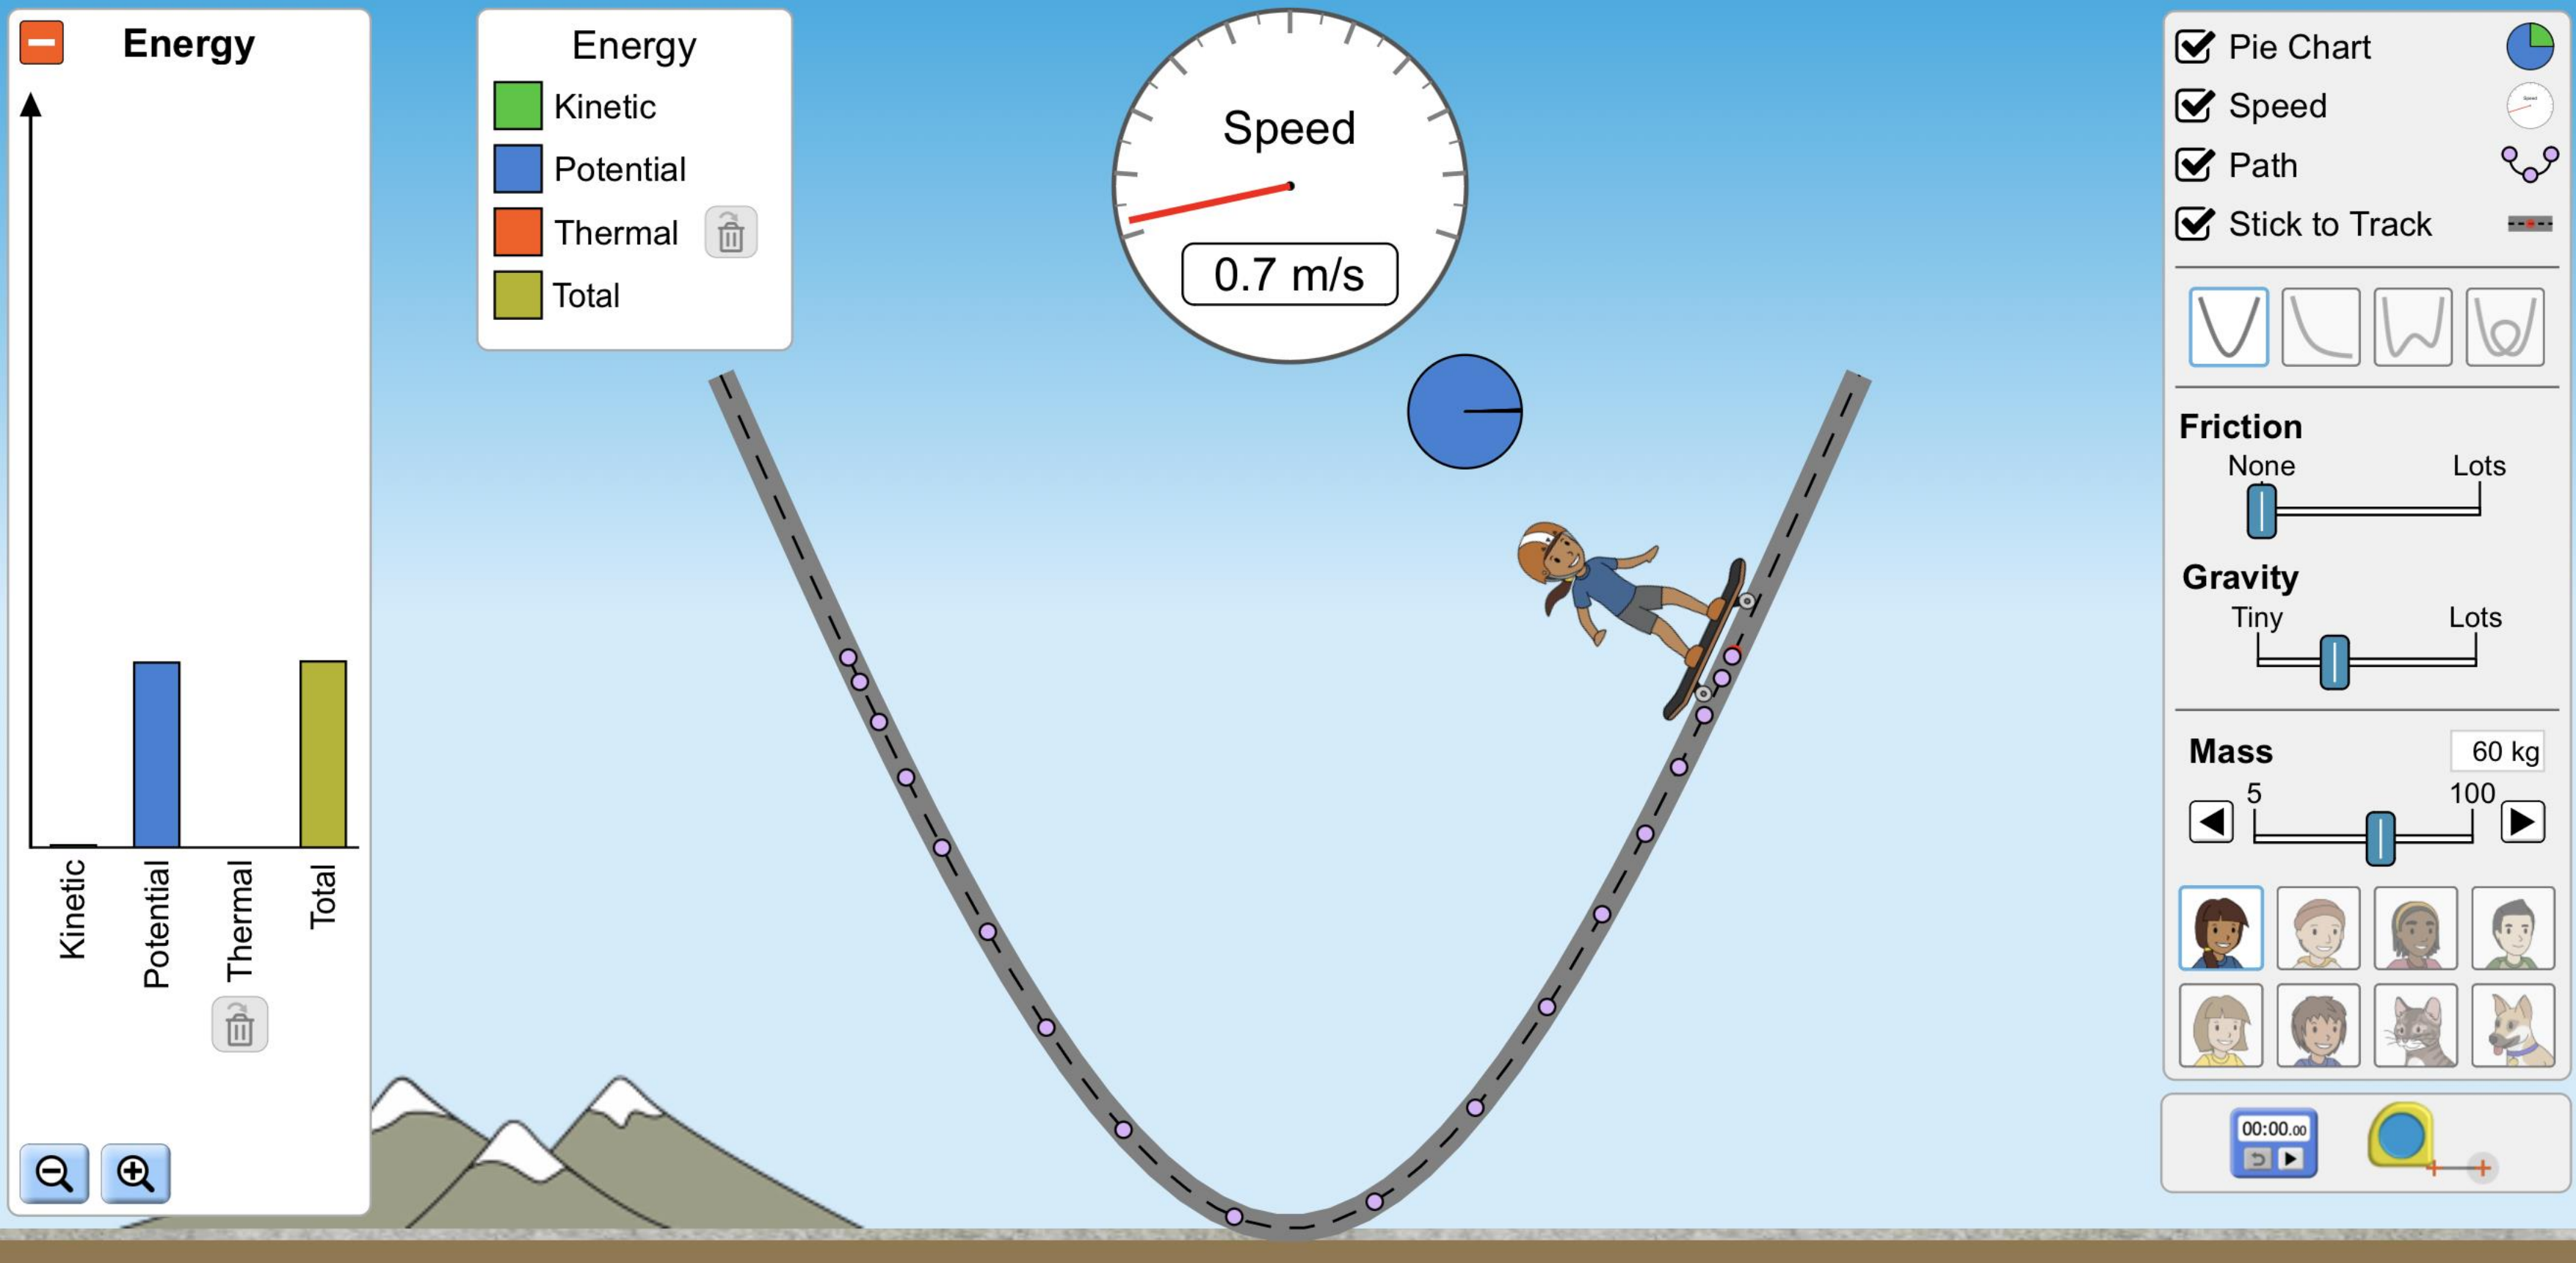 Energy
Kinetic
Potential
Thermal
Total
Energy
Kinetic
Potential
Thermal
Total
Speed
0.7 m/s
Pie Chart
Speed
Path
Stick to Track
Friction
None
Lots
Gravity
Tiny
Lots
Mass
60 kg
5
100
00:00.00